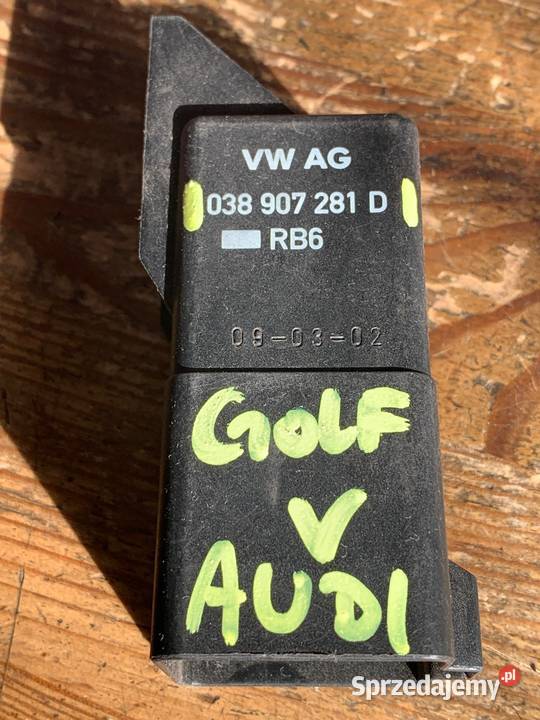 VW AG
038 907 281 D
RB6
09-03-02
GOLF
V
AUDI
Sprzedajemy.pl